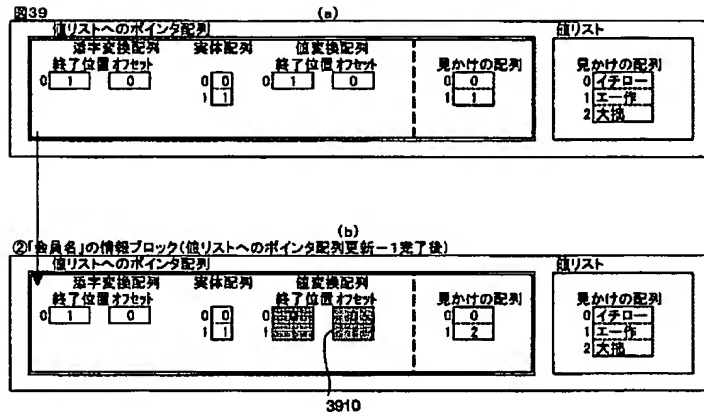 図39
(a)
値リストへのポインタ配列
値リスト
添字変換配列 実体配列 値変換配列
終了位置 オフセット 終了位置 オフセット 見かけの配列 見かけの配列
0 1 0 0 0 0 1 0 0 0 0 イチロー
1 1 1 1 1 エー作
2 大拙
(b)
②「会員名」の情報ブロック(値リストへのポインタ配列更新−1完了後)
値リストへのポインタ配列
値リスト
添字変換配列 実体配列 値変換配列
終了位置 オフセット 終了位置 オフセット 見かけの配列 見かけの配列
0 1 0 0 0 0 0 0 0 イチロー
1 1 1 1 2 1 エー作
2 大拙
3910